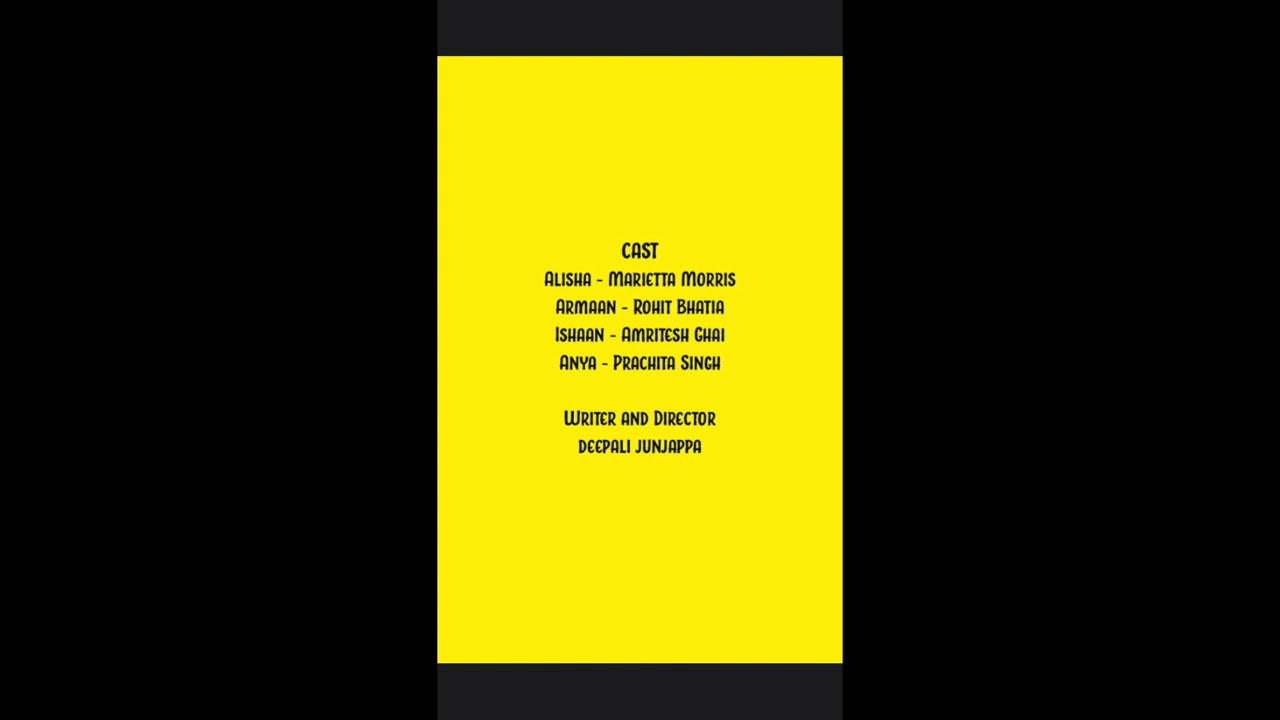 CAST
Alisha - Marietta Morris
Armaan - Rohit Bhatia
Ishaan - Amritesh Ghai
Anya - Prachita Singh
Writer and Director
DEEPALI JUNJAPPA